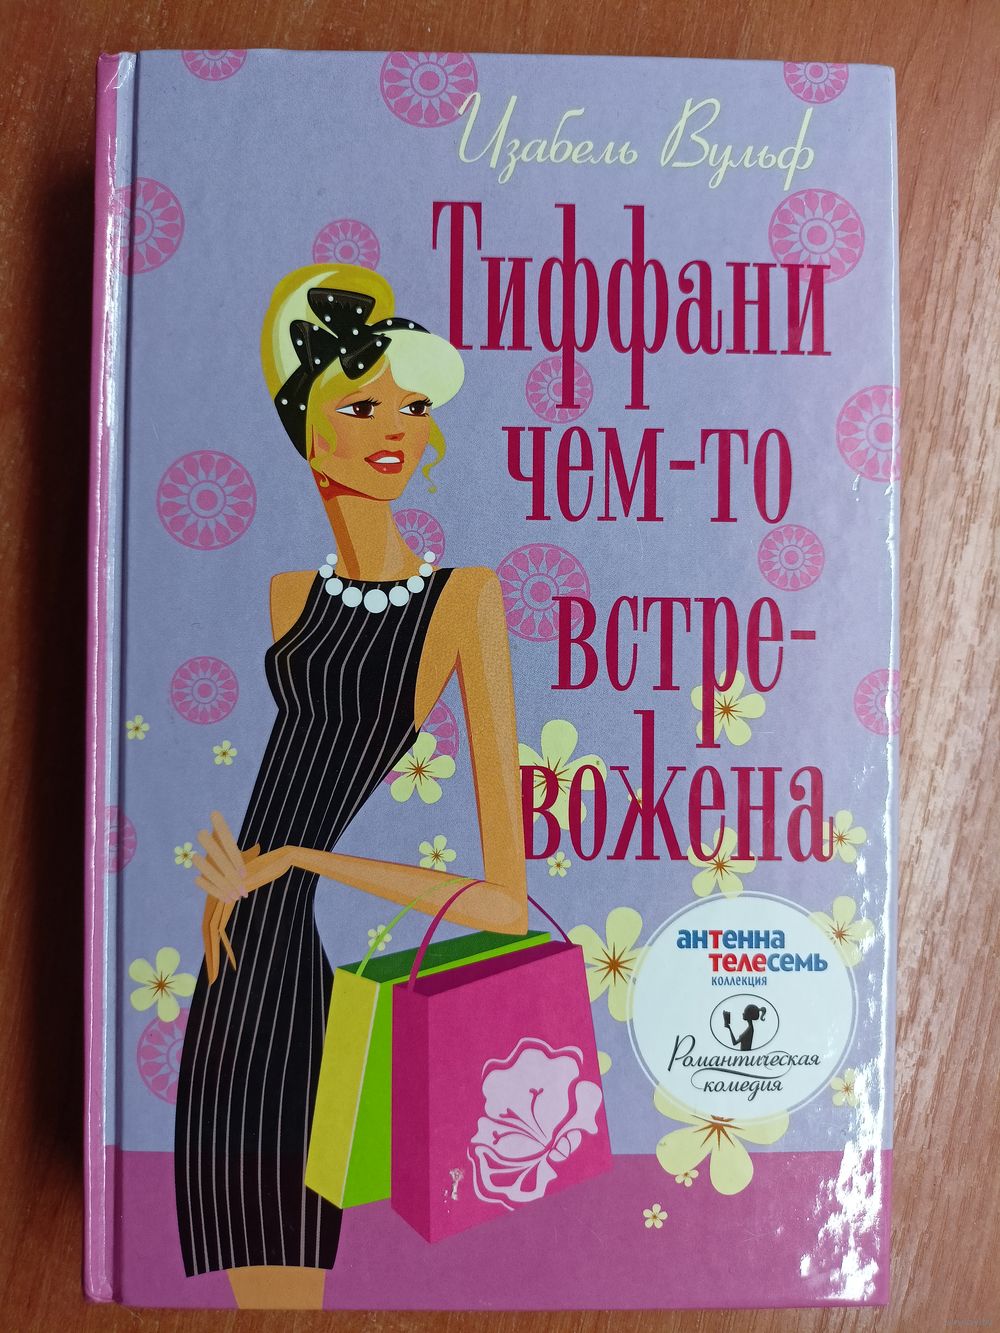 Изабель Вульф
Тиффани
чем-то
встре-
вожена
антенна
телесемь
коллекция
Романтическая
комедия